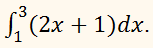 ∫₁³(2x + 1)dx.